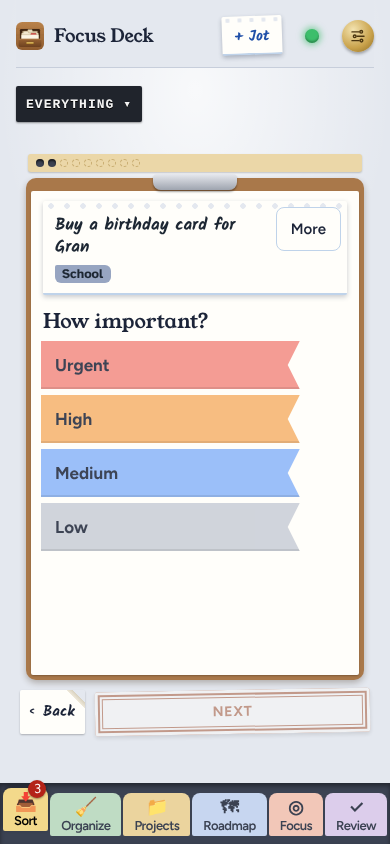 Focus Deck
+ Jot
EVERYTHING ▾
Buy a birthday card for
Gran
More
School
How important?
Urgent
High
Medium
Low
‹ Back
NEXT
3
Sort
Organize
Projects
Roadmap
Focus
Review